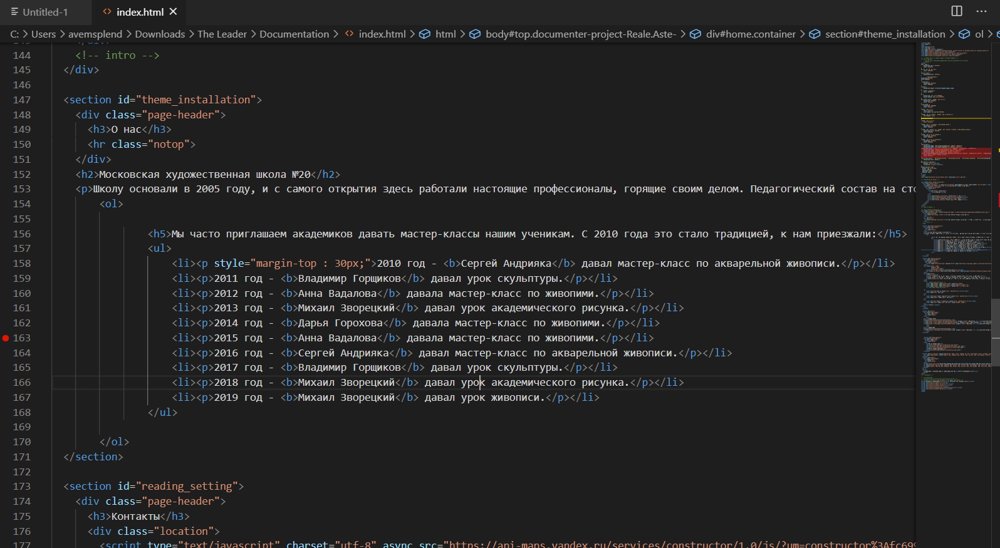 Untitled-1
index.html
C: > Users > avemsplend > Downloads > The Leader > Documentation > index.html > html > body#top.documenter-project-Reale.Aste- > div#home.container > section#theme_installation > ol >
144 <!-- intro -->
145 </div>
146
147 <section id="theme_installation">
148 <div class="page-header">
149 <h3>О нас</h3>
150 <hr class="notop">
151 </div>
152 <h2>Московская художественная школа №20</h2>
153 <p>Школу основали в 2005 году, и с самого открытия здесь работали настоящие профессионалы, горящие своим делом. Педагогический состав на сто
154 <ol>
155
156 <h5>Мы часто приглашаем академиков давать мастер-классы нашим ученикам. С 2010 года это стало традицией, к нам приезжали:</h5>
157 <ul>
158 <li><p style="margin-top : 30px;">2010 год - <b>Сергей Андрияка</b> давал мастер-класс по акварельной живописи.</p></li>
159 <li><p>2011 год - <b>Владимир Горщиков</b> давал урок скульптуры.</p></li>
160 <li><p>2012 год - <b>Анна Вадалова</b> давала мастер-класс по живопими.</p></li>
161 <li><p>2013 год - <b>Михаил Зворецкий</b> давал урок академического рисунка.</p></li>
162 <li><p>2014 год - <b>Дарья Горохова</b> давала мастер-класс по живопими.</p></li>
163 <li><p>2015 год - <b>Анна Вадалова</b> давала мастер-класс по живопими.</p></li>
164 <li><p>2016 год - <b>Сергей Андрияка</b> давал мастер-класс по акварельной живописи.</p></li>
165 <li><p>2017 год - <b>Владимир Горщиков</b> давал урок скульптуры.</p></li>
166 <li><p>2018 год - <b>Михаил Зворецкий</b> давал урок академического рисунка.</p></li>
167 <li><p>2019 год - <b>Михаил Зворецкий</b> давал урок живописи.</p></li>
168 </ul>
169
170 </ol>
171 </section>
172
173 <section id="reading_setting">
174 <div class="page-header">
175 <h3>Контакты</h3>
176 <div class="location">
177 <script type="text/javascript" charset="utf-8" async src="https://api-maps.yandex.ru/services/constructor/1.0/js/?um=constructor%3Afc699